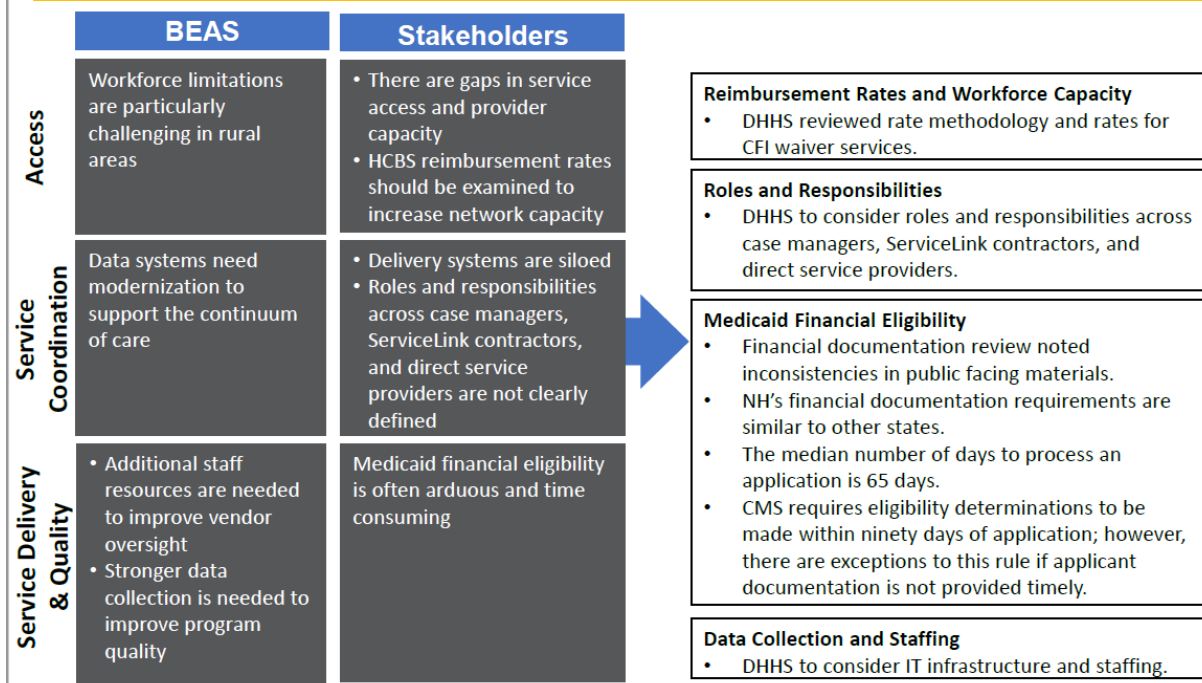 BEAS
Stakeholders
Access
Workforce limitations
are particularly
challenging in rural
areas
• There are gaps in service
access and provider
capacity
• HCBS reimbursement rates
should be examined to
increase network capacity
Service
Coordination
Data systems need
modernization to
support the continuum
of care
• Delivery systems are siloed
• Roles and responsibilities
across case managers,
ServiceLink contractors,
and direct service
providers are not clearly
defined
Service Delivery
& Quality
• Additional staff
resources are needed
to improve vendor
oversight
• Stronger data
collection is needed to
improve program
quality
Medicaid financial eligibility
is often arduous and time
consuming
Reimbursement Rates and Workforce Capacity
• DHHS reviewed rate methodology and rates for
CFI waiver services.
Roles and Responsibilities
• DHHS to consider roles and responsibilities across
case managers, ServiceLink contractors, and
direct service providers.
Medicaid Financial Eligibility
• Financial documentation review noted
inconsistencies in public facing materials.
• NH's financial documentation requirements are
similar to other states.
• The median number of days to process an
application is 65 days.
• CMS requires eligibility determinations to be
made within ninety days of application; however,
there are exceptions to this rule if applicant
documentation is not provided timely.
Data Collection and Staffing
• DHHS to consider IT infrastructure and staffing.